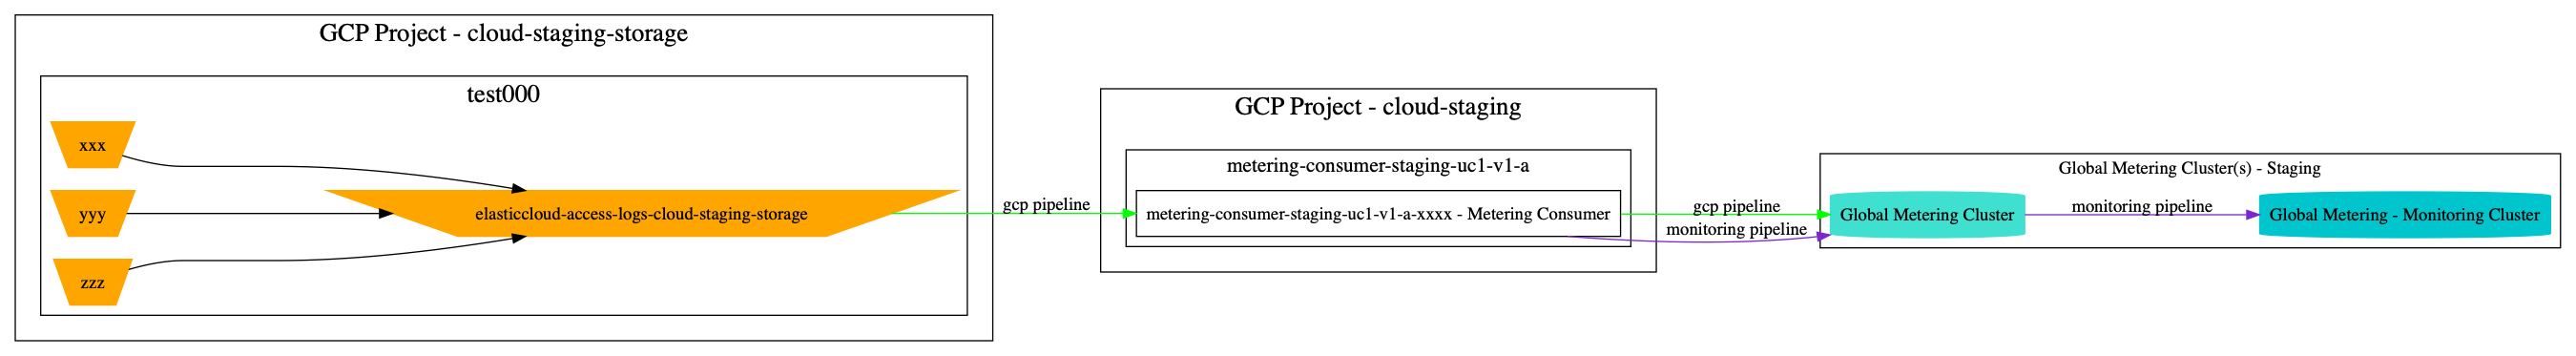 GCP Project - cloud-staging-storage
test000
xxx
yyy
zzz
elasticcloud-access-logs-cloud-staging-storage
gcp pipeline
GCP Project - cloud-staging
metering-consumer-staging-uc1-v1-a
metering-consumer-staging-uc1-v1-a-xxxx - Metering Consumer
gcp pipeline
monitoring pipeline
Global Metering Cluster(s) - Staging
Global Metering Cluster
monitoring pipeline
Global Metering - Monitoring Cluster